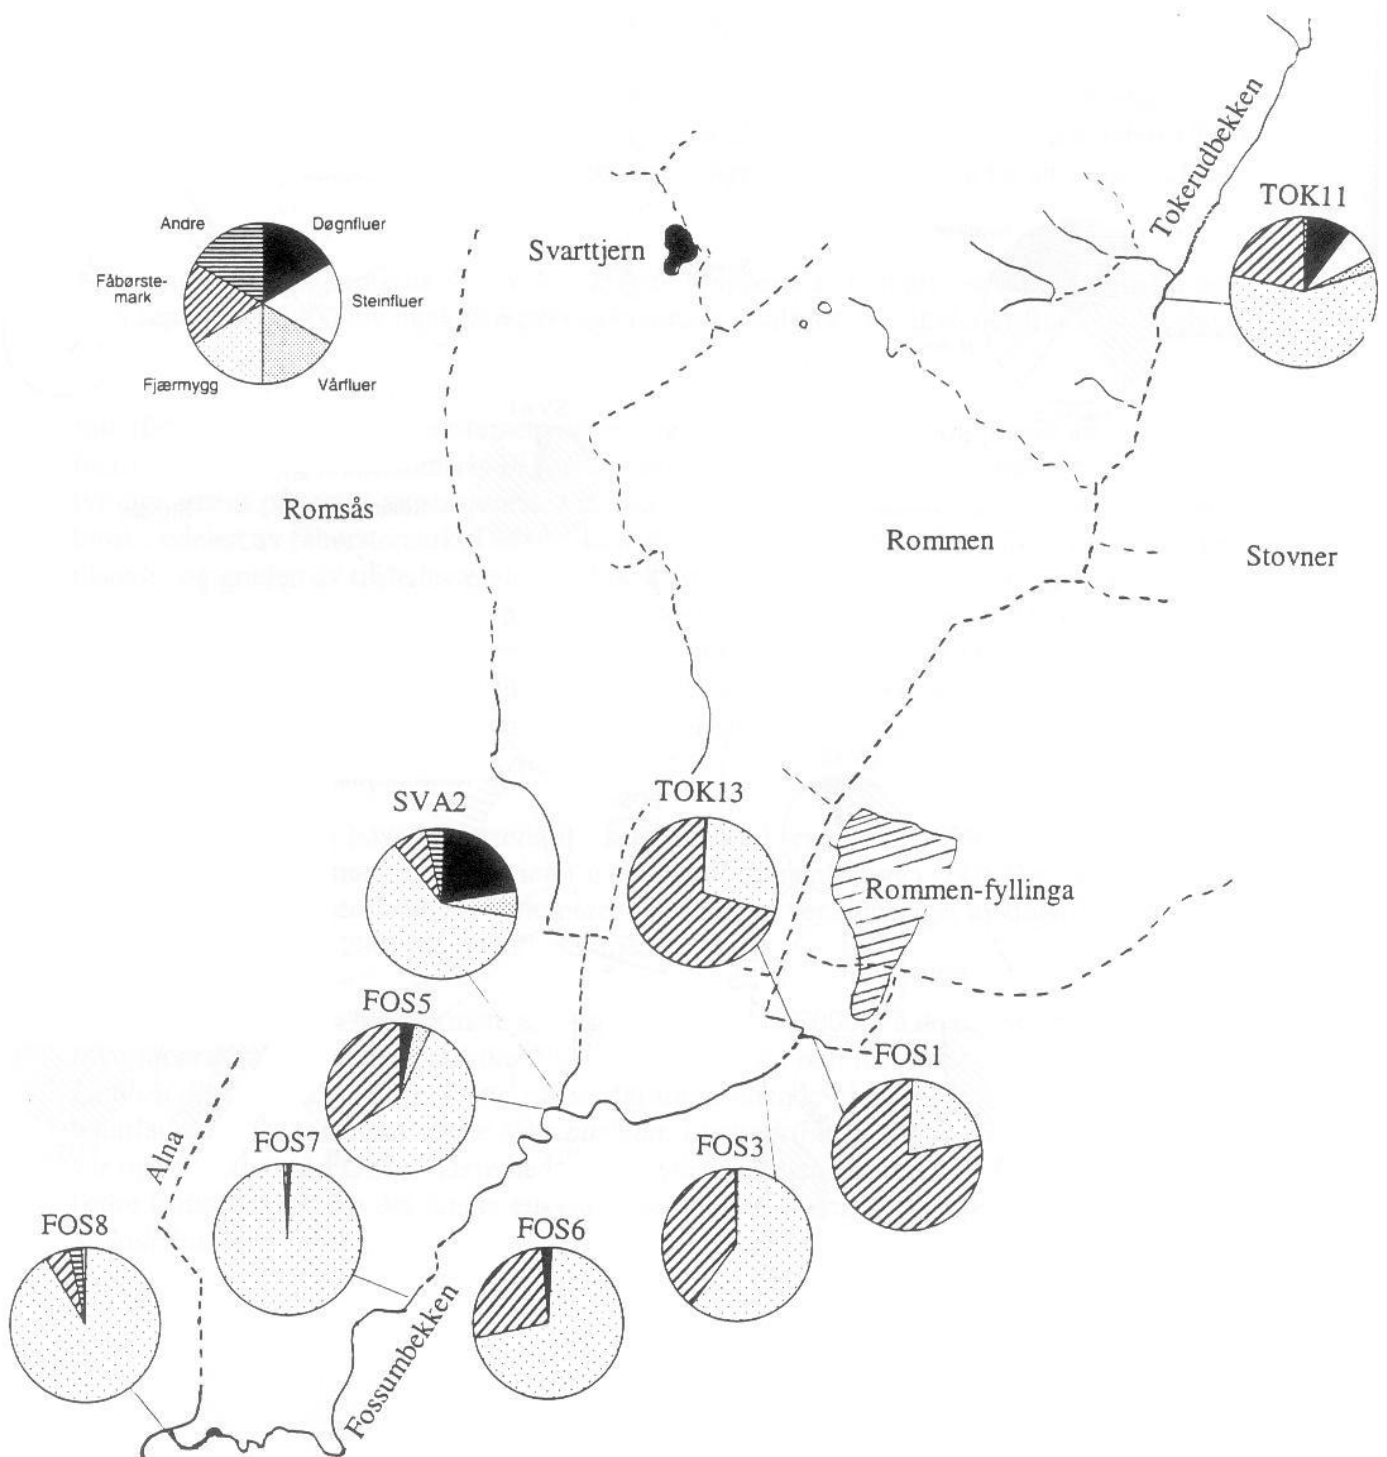 Tokerudbekken
TOK11
Andre
Døgnfluer
Svarttjern
Fåbørste-
mark
Steinfluer
Fjærmygg
Vårfluer
Romsås
Rommen
Stovner
SVA2
TOK13
Rommen-fyllinga
FOS5
FOS1
Alna
FOS7
FOS3
FOS8
FOS6
Fossumbekken